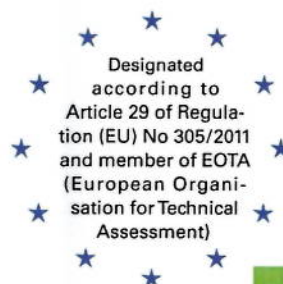 Designated
according to
Article 29 of Regula-
tion (EU) No 305/2011
and member of EOTA
(European Organi-
sation for Technical
Assessment)